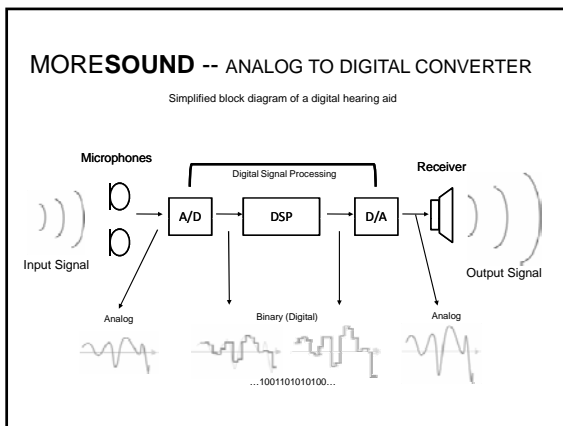 MORESOUND -- ANALOG TO DIGITAL CONVERTER
Simplified block diagram of a digital hearing aid
Microphones
Digital Signal Processing
Receiver
A/D
DSP
D/A
Input Signal
Output Signal
Analog
Binary (Digital)
Analog
…1001101010100…